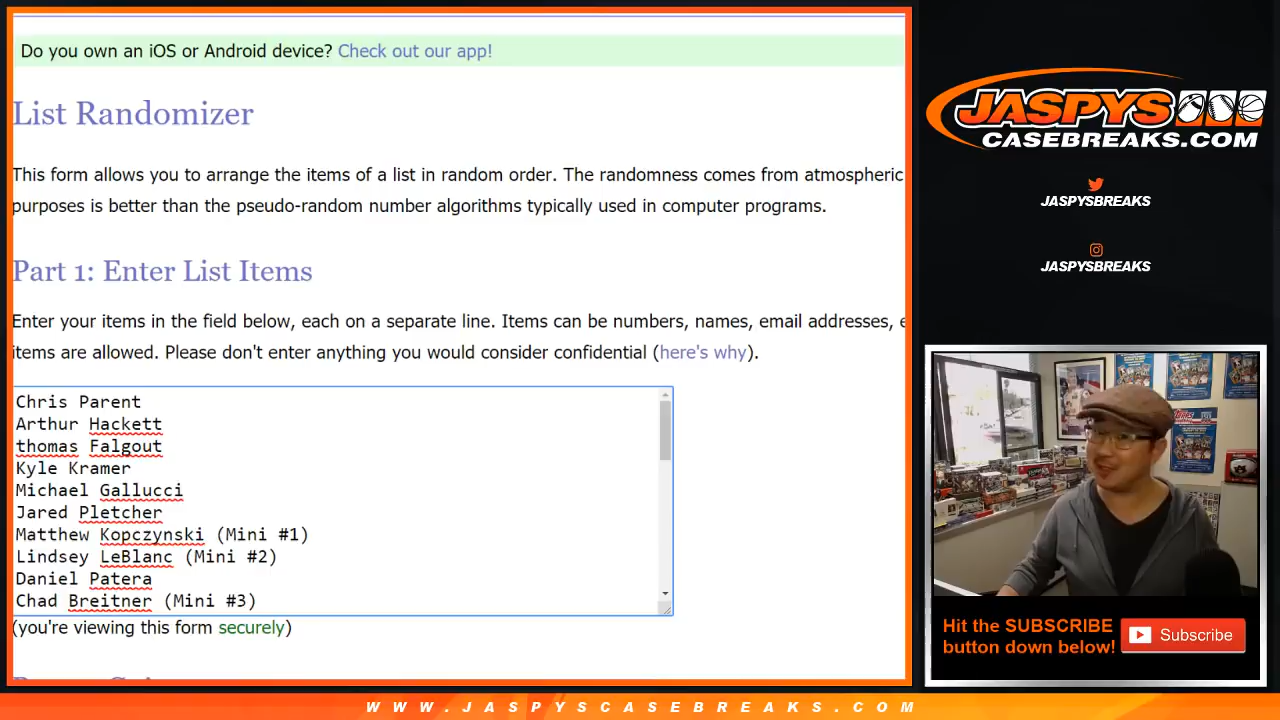 Do you own an iOS or Android device? Check out our app!
List Randomizer
This form allows you to arrange the items of a list in random order. The randomness comes from atmospheric
purposes is better than the pseudo-random number algorithms typically used in computer programs.
Part 1: Enter List Items
Enter your items in the field below, each on a separate line. Items can be numbers, names, email addresses, e
items are allowed. Please don't enter anything you would consider confidential (here's why).
Chris Parent
Arthur Hackett
thomas Falgout
Kyle Kramer
Michael Gallucci
Jared Pletcher
Matthew Kopczynski (Mini #1)
Lindsey LeBlanc (Mini #2)
Daniel Patera
Chad Breitner (Mini #3)
(you're viewing this form securely)
JASPYS
CASEBREAKS.COM
JASPYSBREAKS
JASPYSBREAKS
TOPPS
Hit the SUBSCRIBE
button down below!
Subscribe
WWW.JASPYSCASEBREAKS.COM